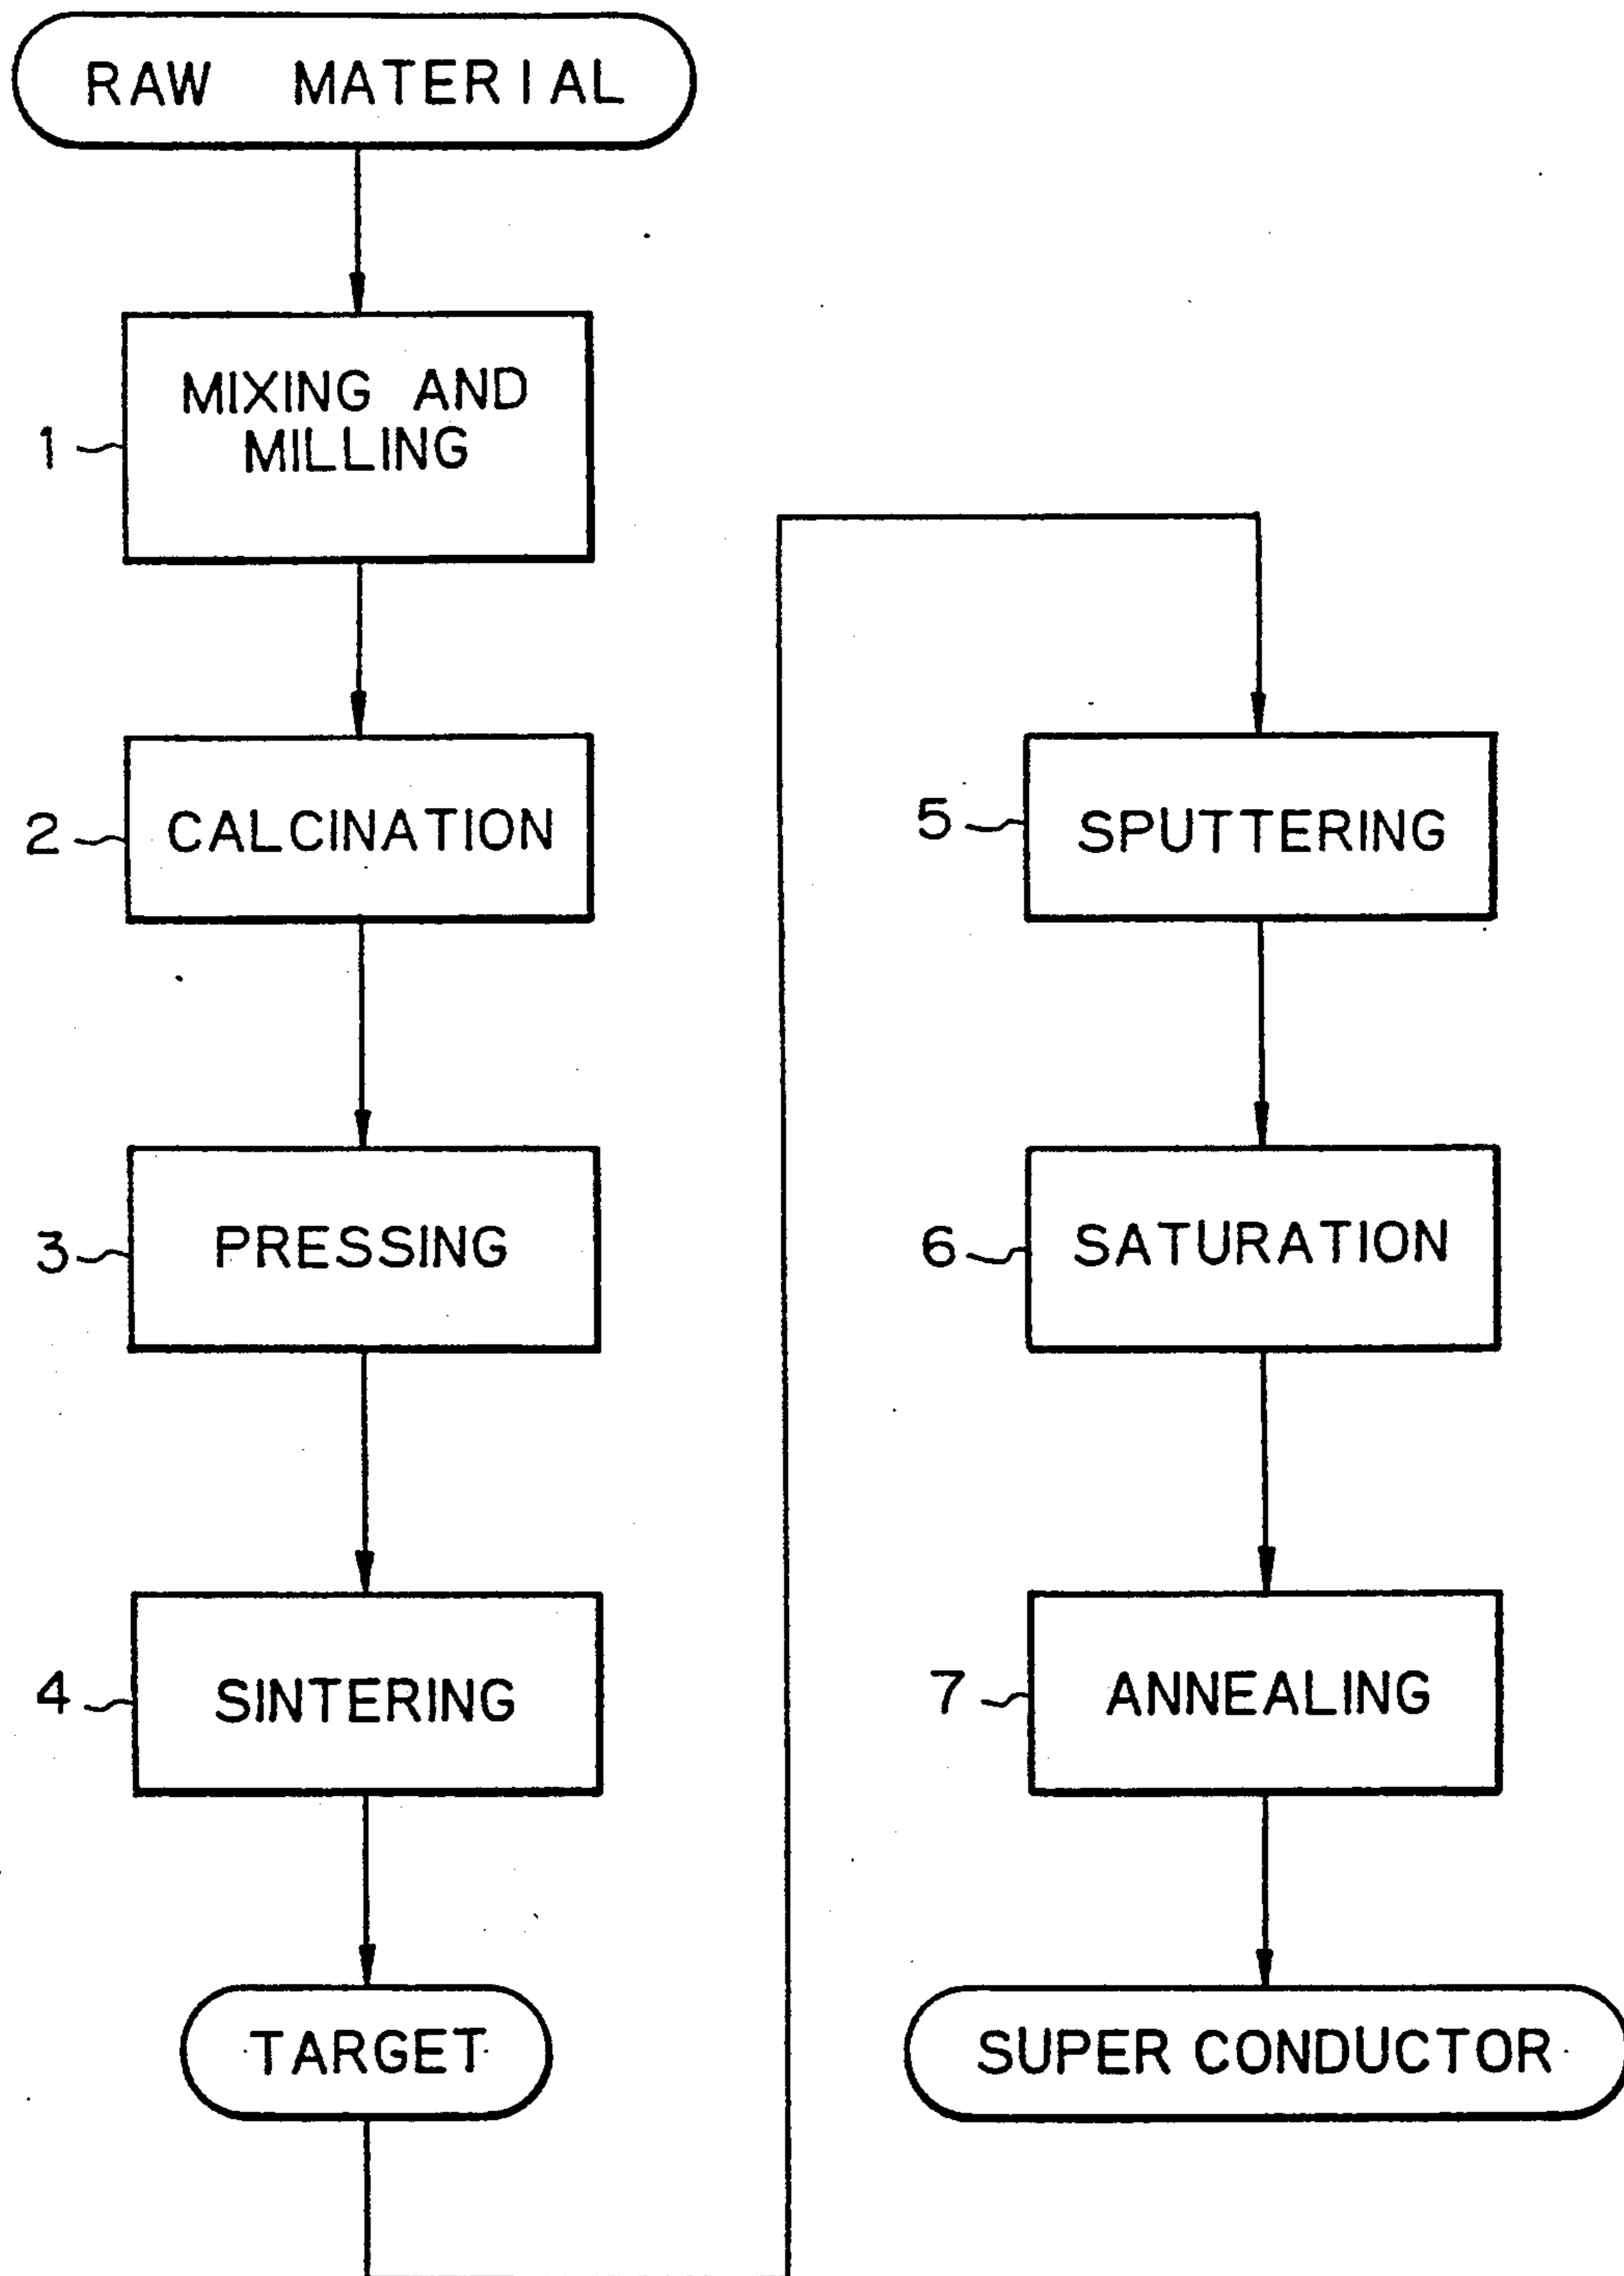 RAW MATERIAL
MIXING AND
MILLING
1
CALCINATION
2
PRESSING
3
SINTERING
4
TARGET
SPUTTERING
5
SATURATION
6
ANNEALING
7
SUPER CONDUCTOR